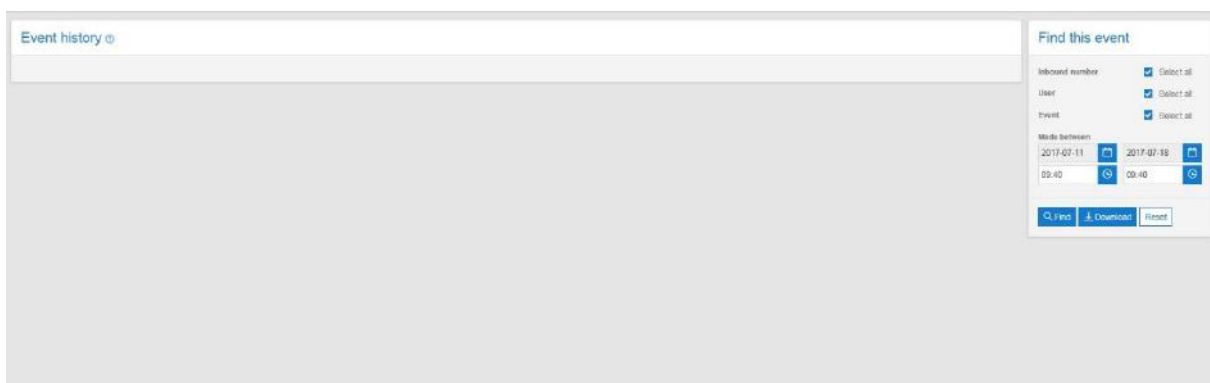 Event history
Find this event
Inbound number Select all
User Select all
Event Select all
Made between
2017-07-11 2017-07-18
09:40 09:40
Find Download Reset